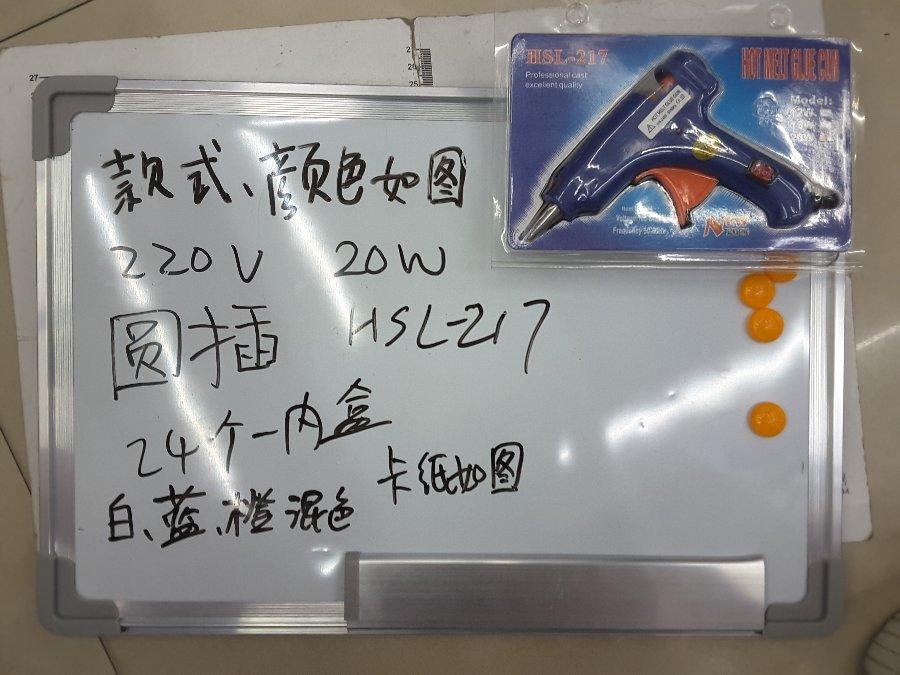 27
HSL-217
HOT MELT GLUE GUN
Professional cast
excellent quality
Model:
款式、颜色如图
220V 20W
圆插 HSL-217
24个一内盒
卡纸如图
白、蓝、橙混色